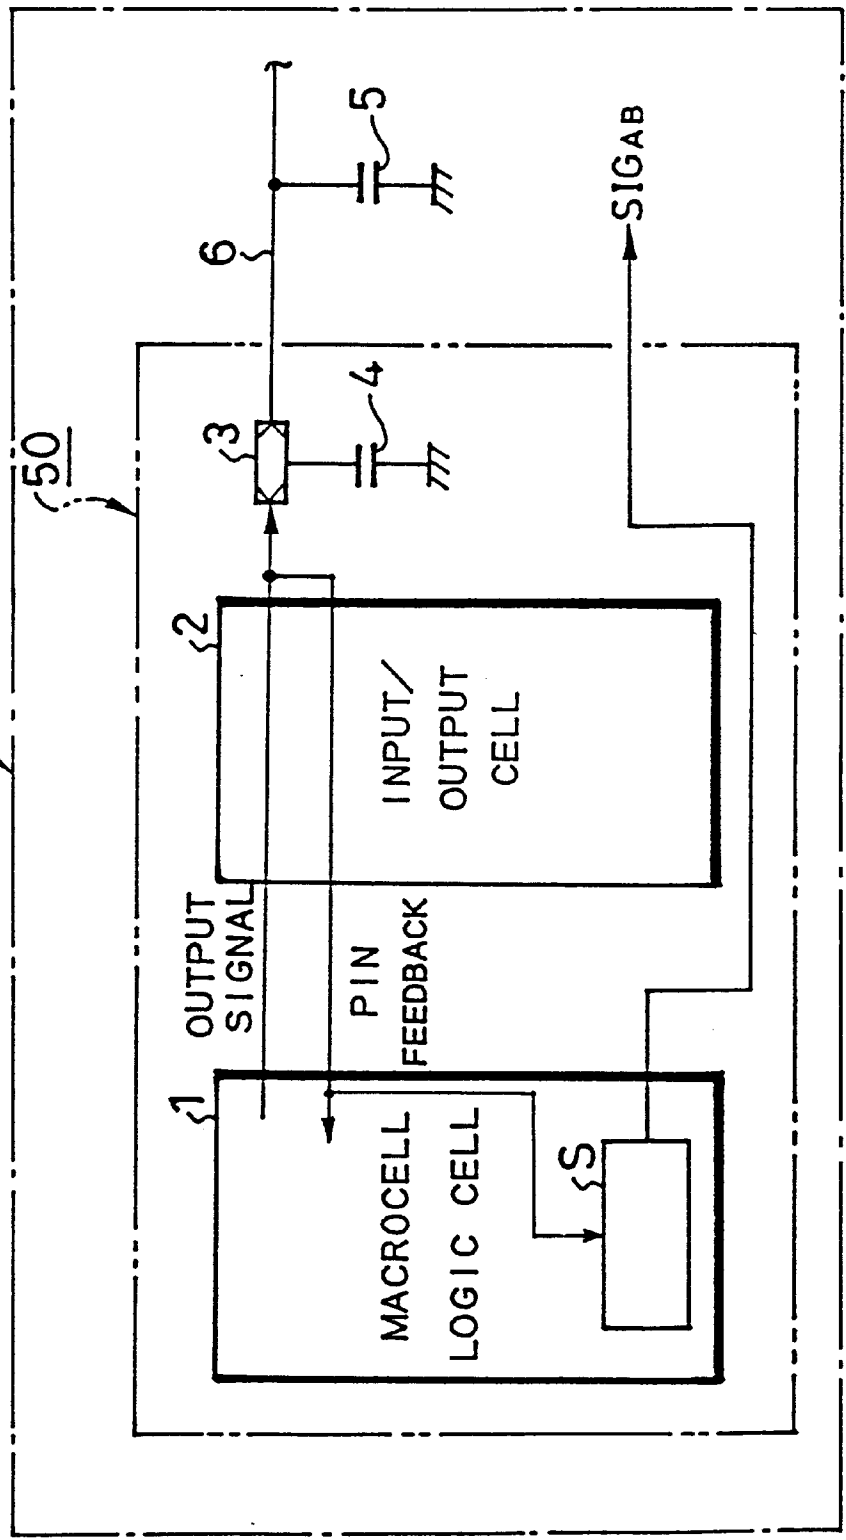 50
1
OUTPUT
SIGNAL
2
3
6
4
5
PIN
FEEDBACK
MACROCELL
LOGIC CELL
S
INPUT/
OUTPUT
CELL
SIGAB